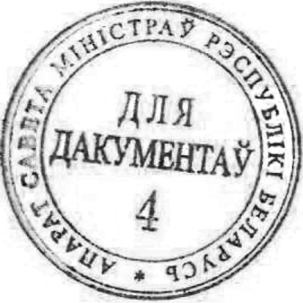 АПАРАТ САВЕТА МІНІСТРАЎ РЭСПУБЛІКІ БЕЛАРУСЬ *
ДЛЯ
ДАКУМЕНТАЎ
4